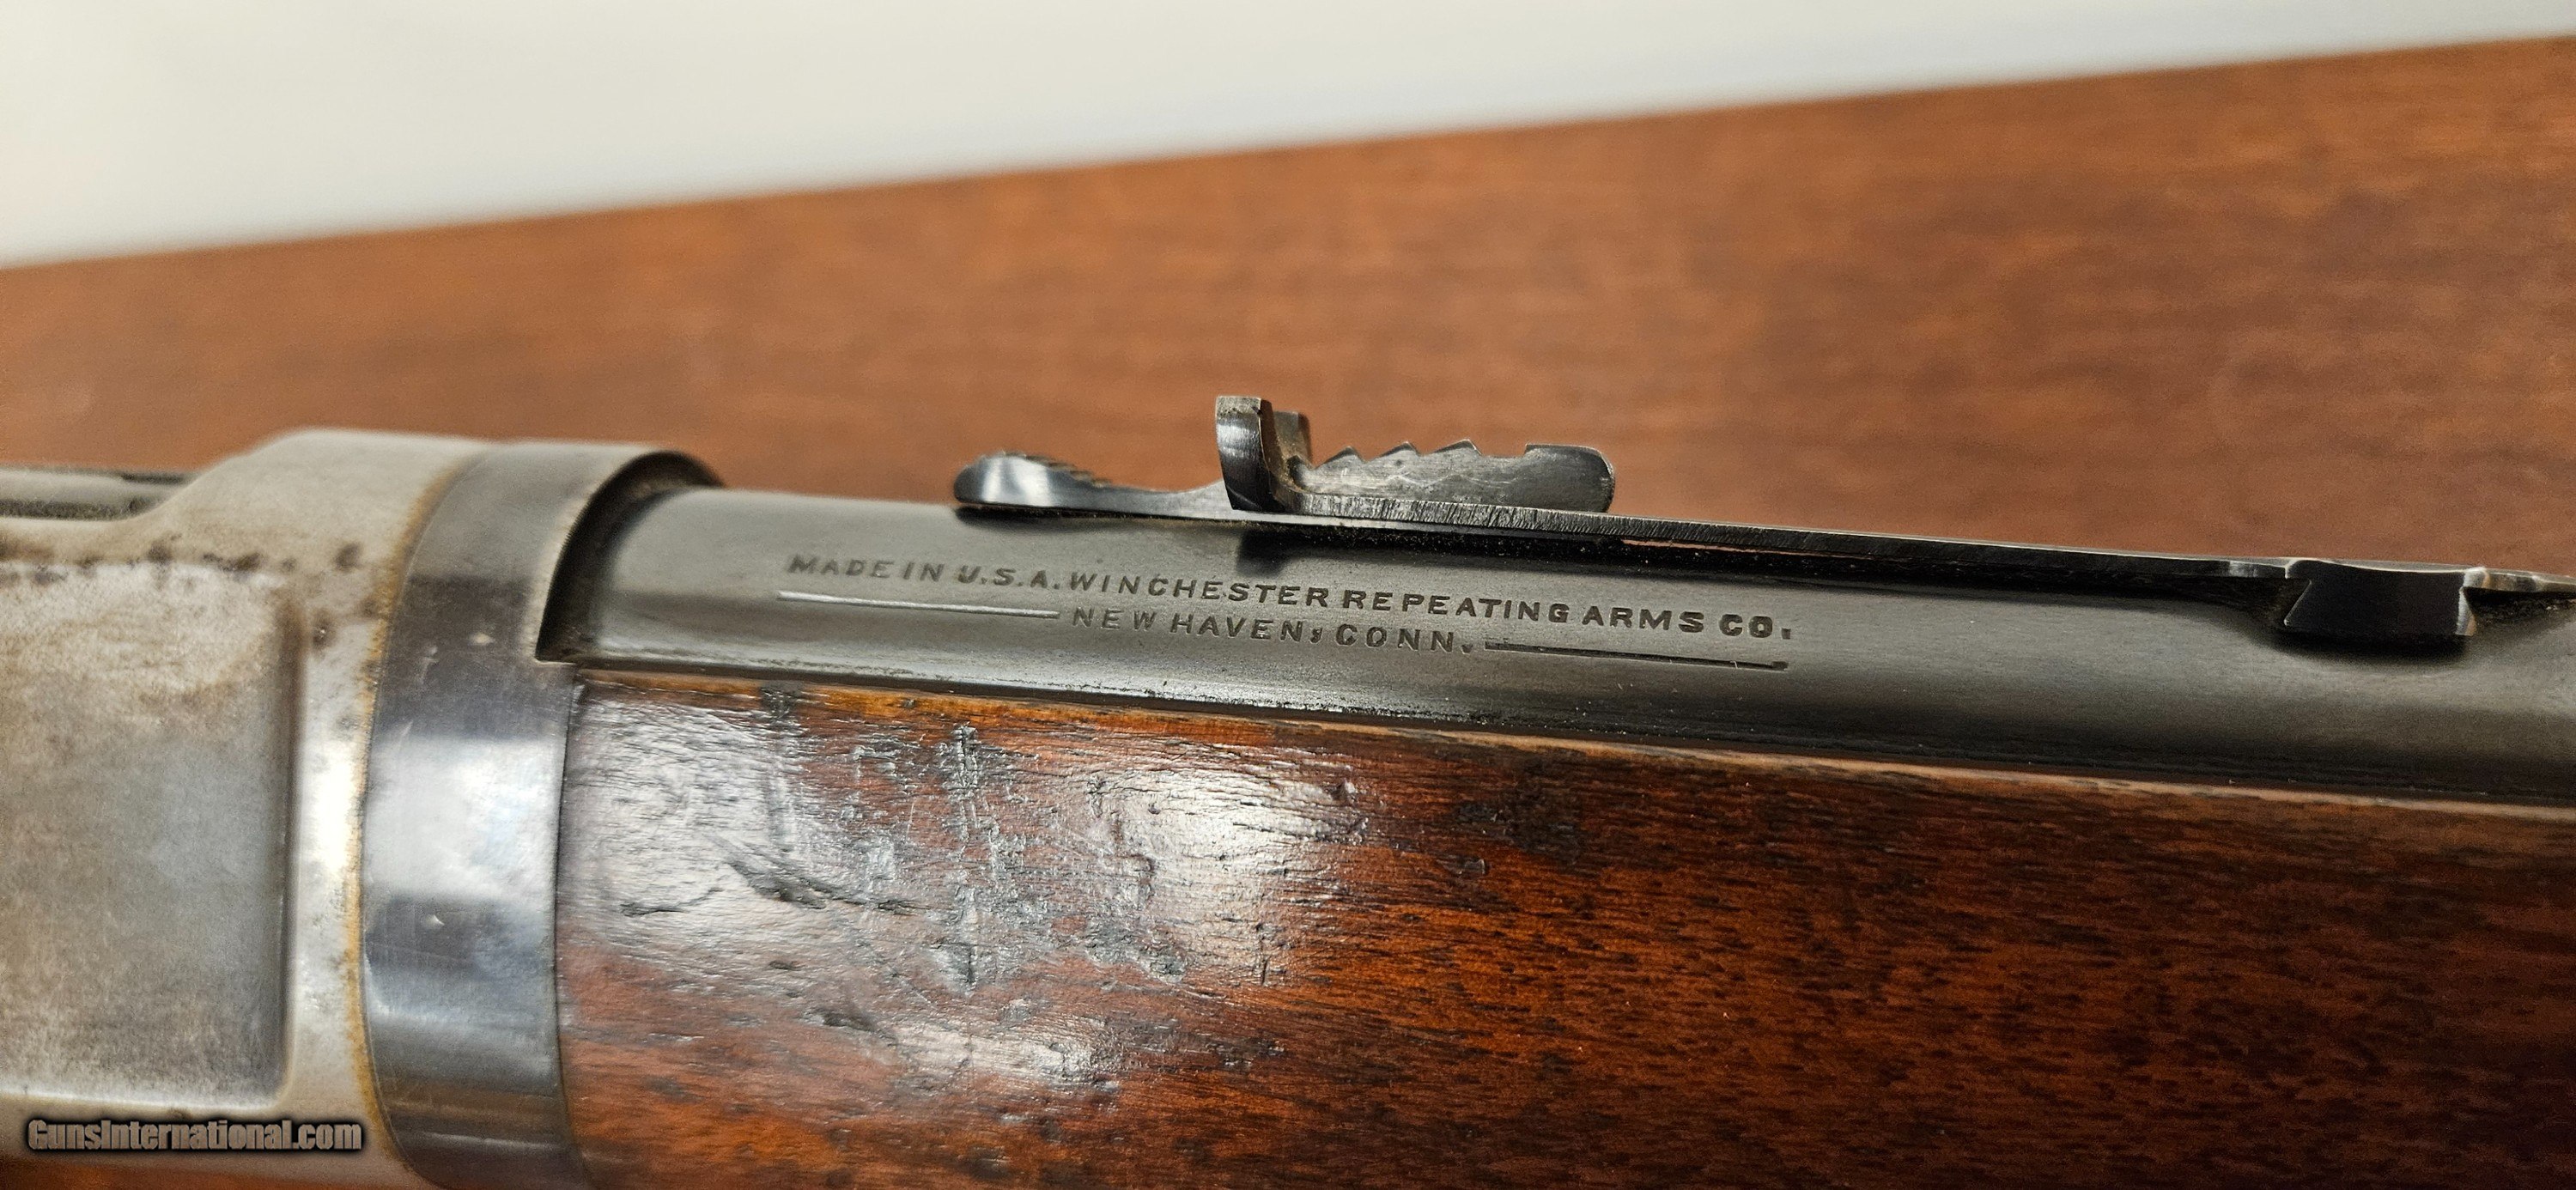 MADE IN U.S.A. WINCHESTER REPEATING ARMS CO.
NEW HAVEN, CONN.
GunsInternational.com